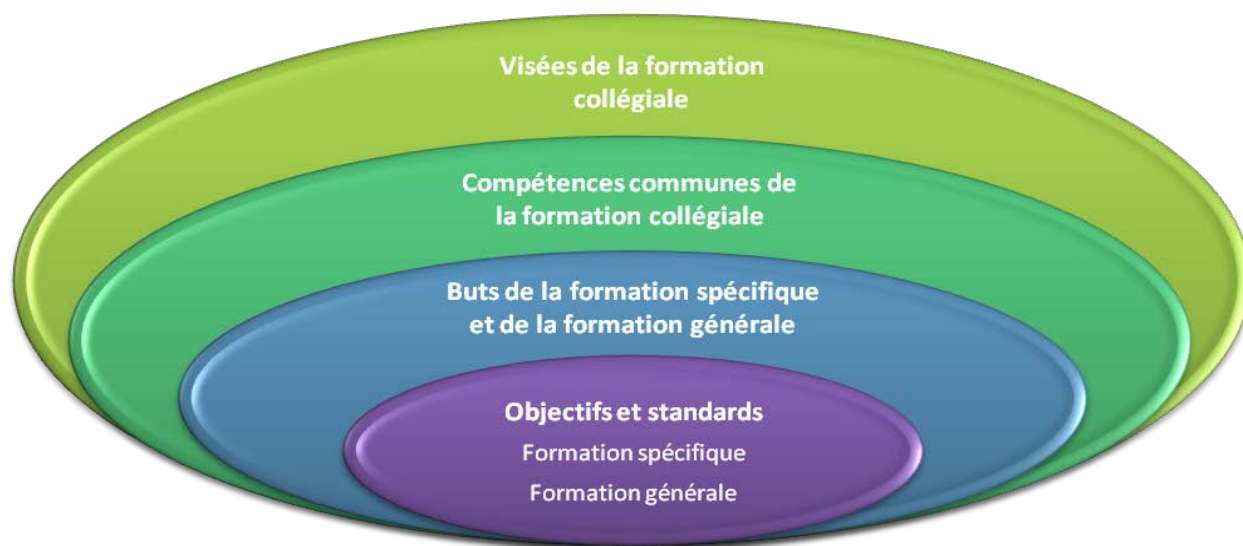 Visées de la formation
collégiale
Compétences communes de
la formation collégiale
Buts de la formation spécifique
et de la formation générale
Objectifs et standards
Formation spécifique
Formation générale